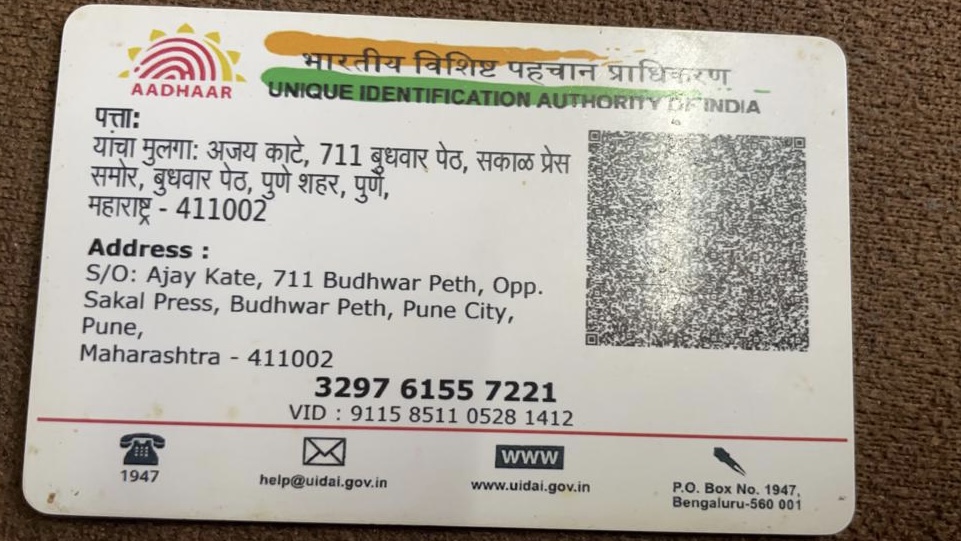 AADHAAR
भारतीय विशिष्ट पहचान प्राधिकरण
UNIQUE IDENTIFICATION AUTHORITY OF INDIA
पत्ता:
यांचा मुलगा: अजय काटे, 711 बुधवार पेठ, सकाळ प्रेस
समोर, बुधवार पेठ, पुणे शहर, पुणे,
महाराष्ट्र - 411002
Address :
S/O: Ajay Kate, 711 Budhwar Peth, Opp.
Sakal Press, Budhwar Peth, Pune City,
Pune,
Maharashtra - 411002
3297 6155 7221
VID : 9115 8511 0528 1412
1947
help@uidai.gov.in
WWW
www.uidai.gov.in
P.O. Box No. 1947,
Bengaluru-560 001